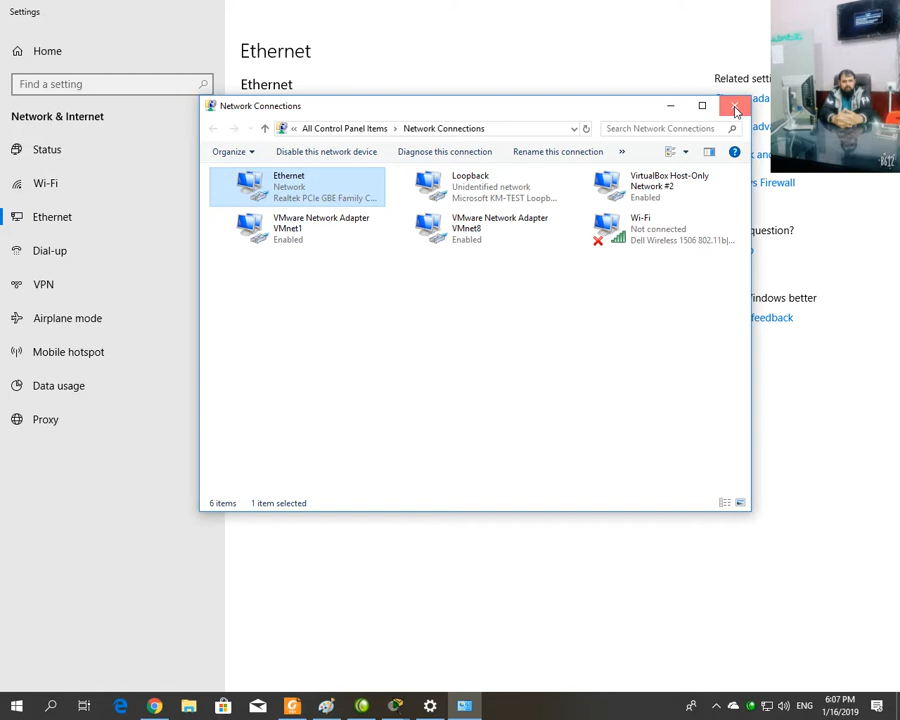 Settings
Home
Find a setting
Network & Internet
Status
Wi-Fi
Ethernet
Dial-up
VPN
Airplane mode
Mobile hotspot
Data usage
Proxy
Ethernet
Ethernet
Related setti
Network Connections
All Control Panel Items > Network Connections
Search Network Connections
Organize
Disable this network device
Diagnose this connection
Rename this connection
»
Ethernet
Network
Realtek PCIe GBE Family C...
Loopback
Unidentified network
Microsoft KM-TEST Loopb...
VirtualBox Host-Only
Network #2
Enabled
VMware Network Adapter
VMnet1
Enabled
VMware Network Adapter
VMnet8
Enabled
Wi-Fi
Not connected
Dell Wireless 1506 802.11b|...
6 items
1 item selected
s Firewall
question?
indows better
feedback
ENG
6:07 PM
1/16/2019